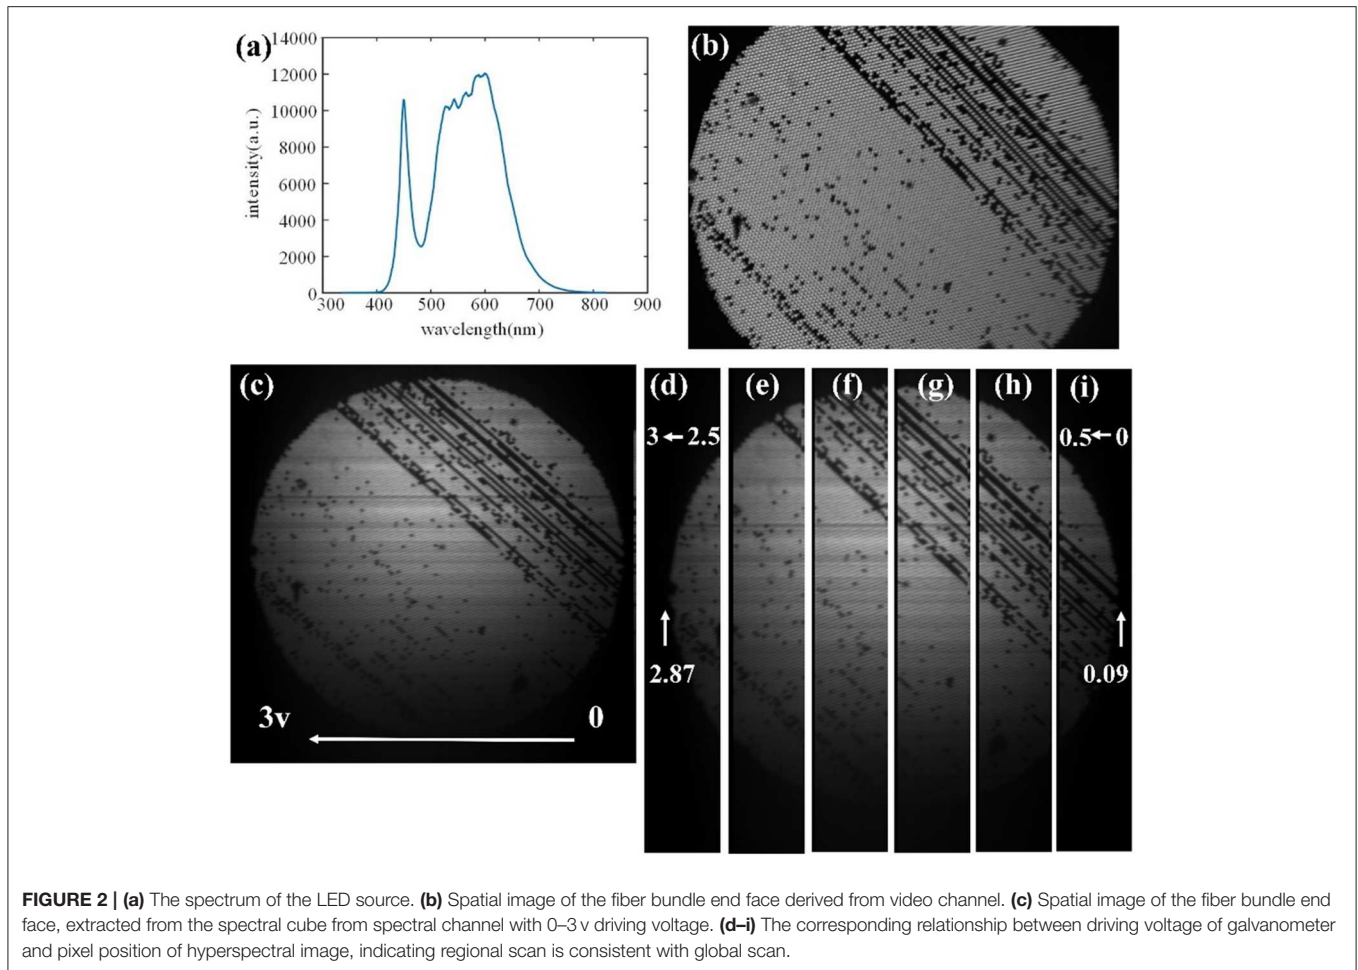 (a)
14000
12000
10000
8000
6000
4000
2000
0
300 400 500 600 700 800 900
intensity(a.u.)
wavelength(nm)
(b)
(c)
3v 0
(d) (e) (f) (g) (h) (i)
3←2.5 0.5←0
2.87 0.09
FIGURE 2 | (a) The spectrum of the LED source. (b) Spatial image of the fiber bundle end face derived from video channel. (c) Spatial image of the fiber bundle end
face, extracted from the spectral cube from spectral channel with 0–3 v driving voltage. (d–i) The corresponding relationship between driving voltage of galvanometer
and pixel position of hyperspectral image, indicating regional scan is consistent with global scan.